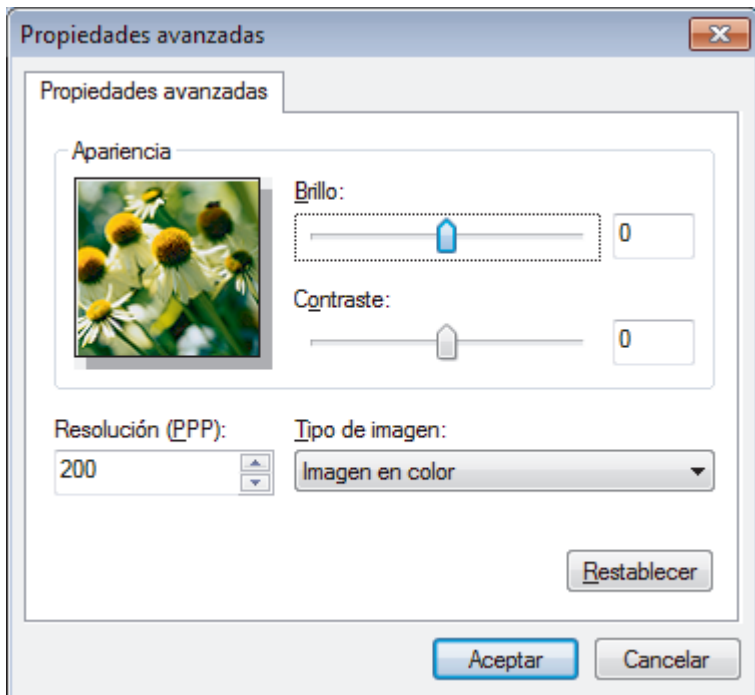 Propiedades avanzadas
Propiedades avanzadas
Apariencia
Brillo:
0
Contraste:
0
Resolución (PPP):
200
Tipo de imagen:
Imagen en color
Restablecer
Aceptar
Cancelar